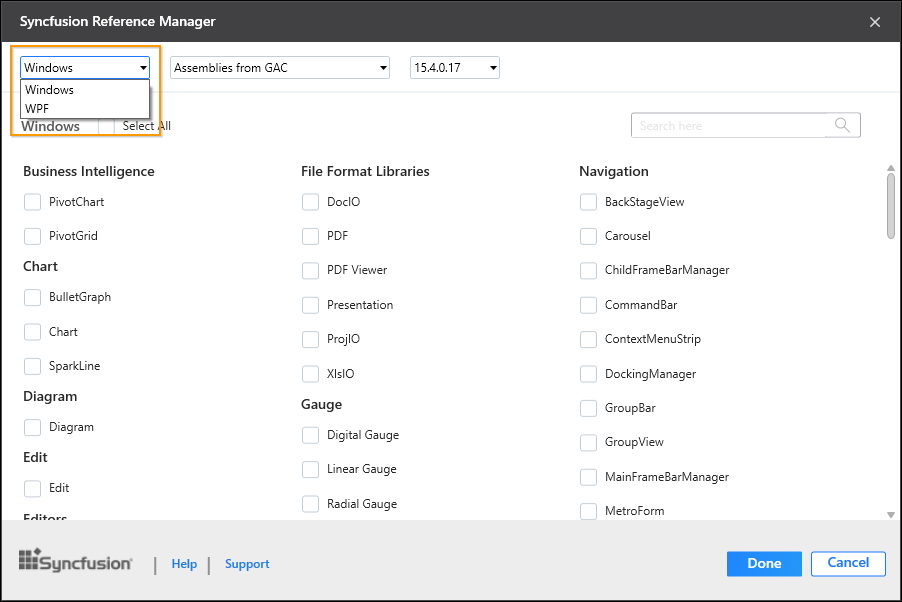 Syncfusion Reference Manager
Windows
Assemblies from GAC
15.4.0.17
Windows
WPF
Windows
Select All
Search here
Business Intelligence
PivotChart
PivotGrid
Chart
BulletGraph
Chart
SparkLine
Diagram
Diagram
Edit
Edit
Editors
File Format Libraries
DocIO
PDF
PDF Viewer
Presentation
ProjIO
XlsIO
Gauge
Digital Gauge
Linear Gauge
Radial Gauge
Navigation
BackStageView
Carousel
ChildFrameBarManager
CommandBar
ContextMenuStrip
DockingManager
GroupBar
GroupView
MainFrameBarManager
MetroForm
Syncfusion
Help
Support
Done
Cancel